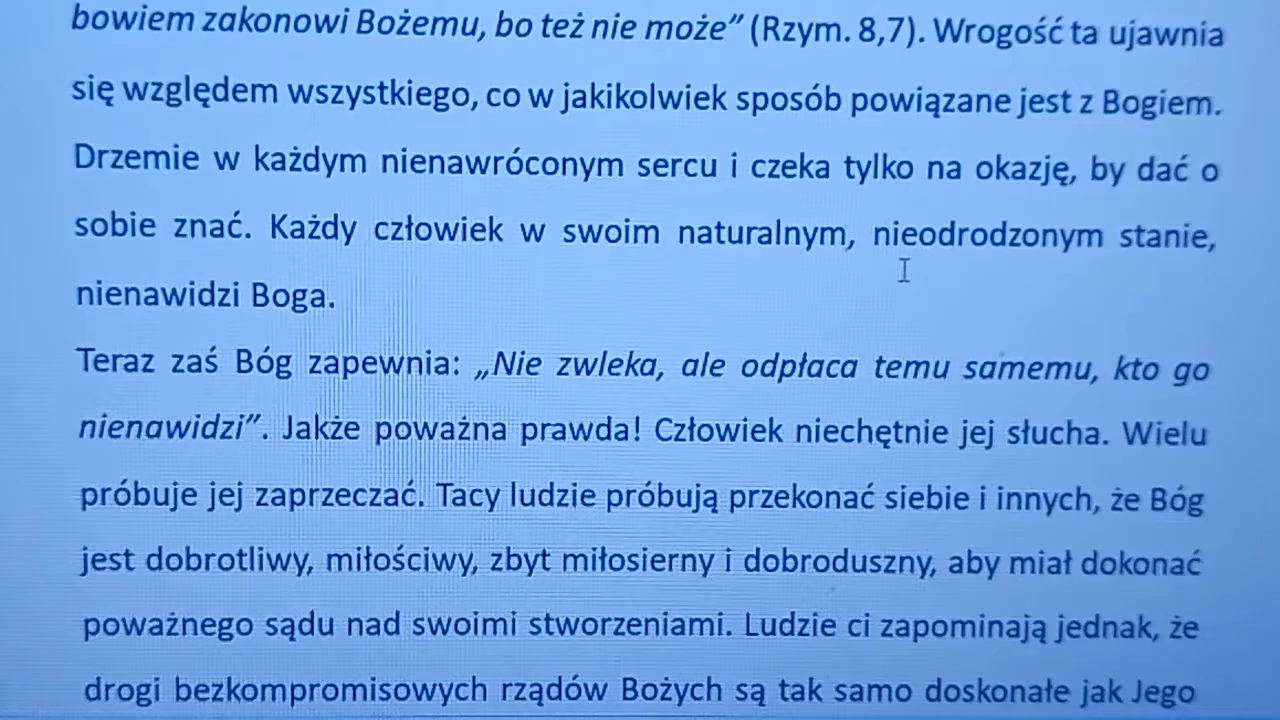 bowiem zakonowi Bożemu, bo też nie może” (Rzym. 8,7). Wrogość ta ujawnia
się względem wszystkiego, co w jakikolwiek sposób powiązane jest z Bogiem.
Drzemie w każdym nienawróconym sercu i czeka tylko na okazję, by dać o
sobie znać. Każdy człowiek w swoim naturalnym, nieodrodzonym stanie,
nienawidzi Boga.
Teraz zaś Bóg zapewnia: „Nie zwleka, ale odpłaca temu samemu, kto go
nienawidzi”. Jakże poważna prawda! Człowiek niechętnie jej słucha. Wielu
próbuje jej zaprzeczać. Tacy ludzie próbują przekonać siebie i innych, że Bóg
jest dobrotliwy, miłościwy, zbyt miłosierny i dobroduszny, aby miał dokonać
poważnego sądu nad swoimi stworzeniami. Ludzie ci zapominają jednak, że
drogi bezkompromisowych rządów Bożych są tak samo doskonałe jak Jego